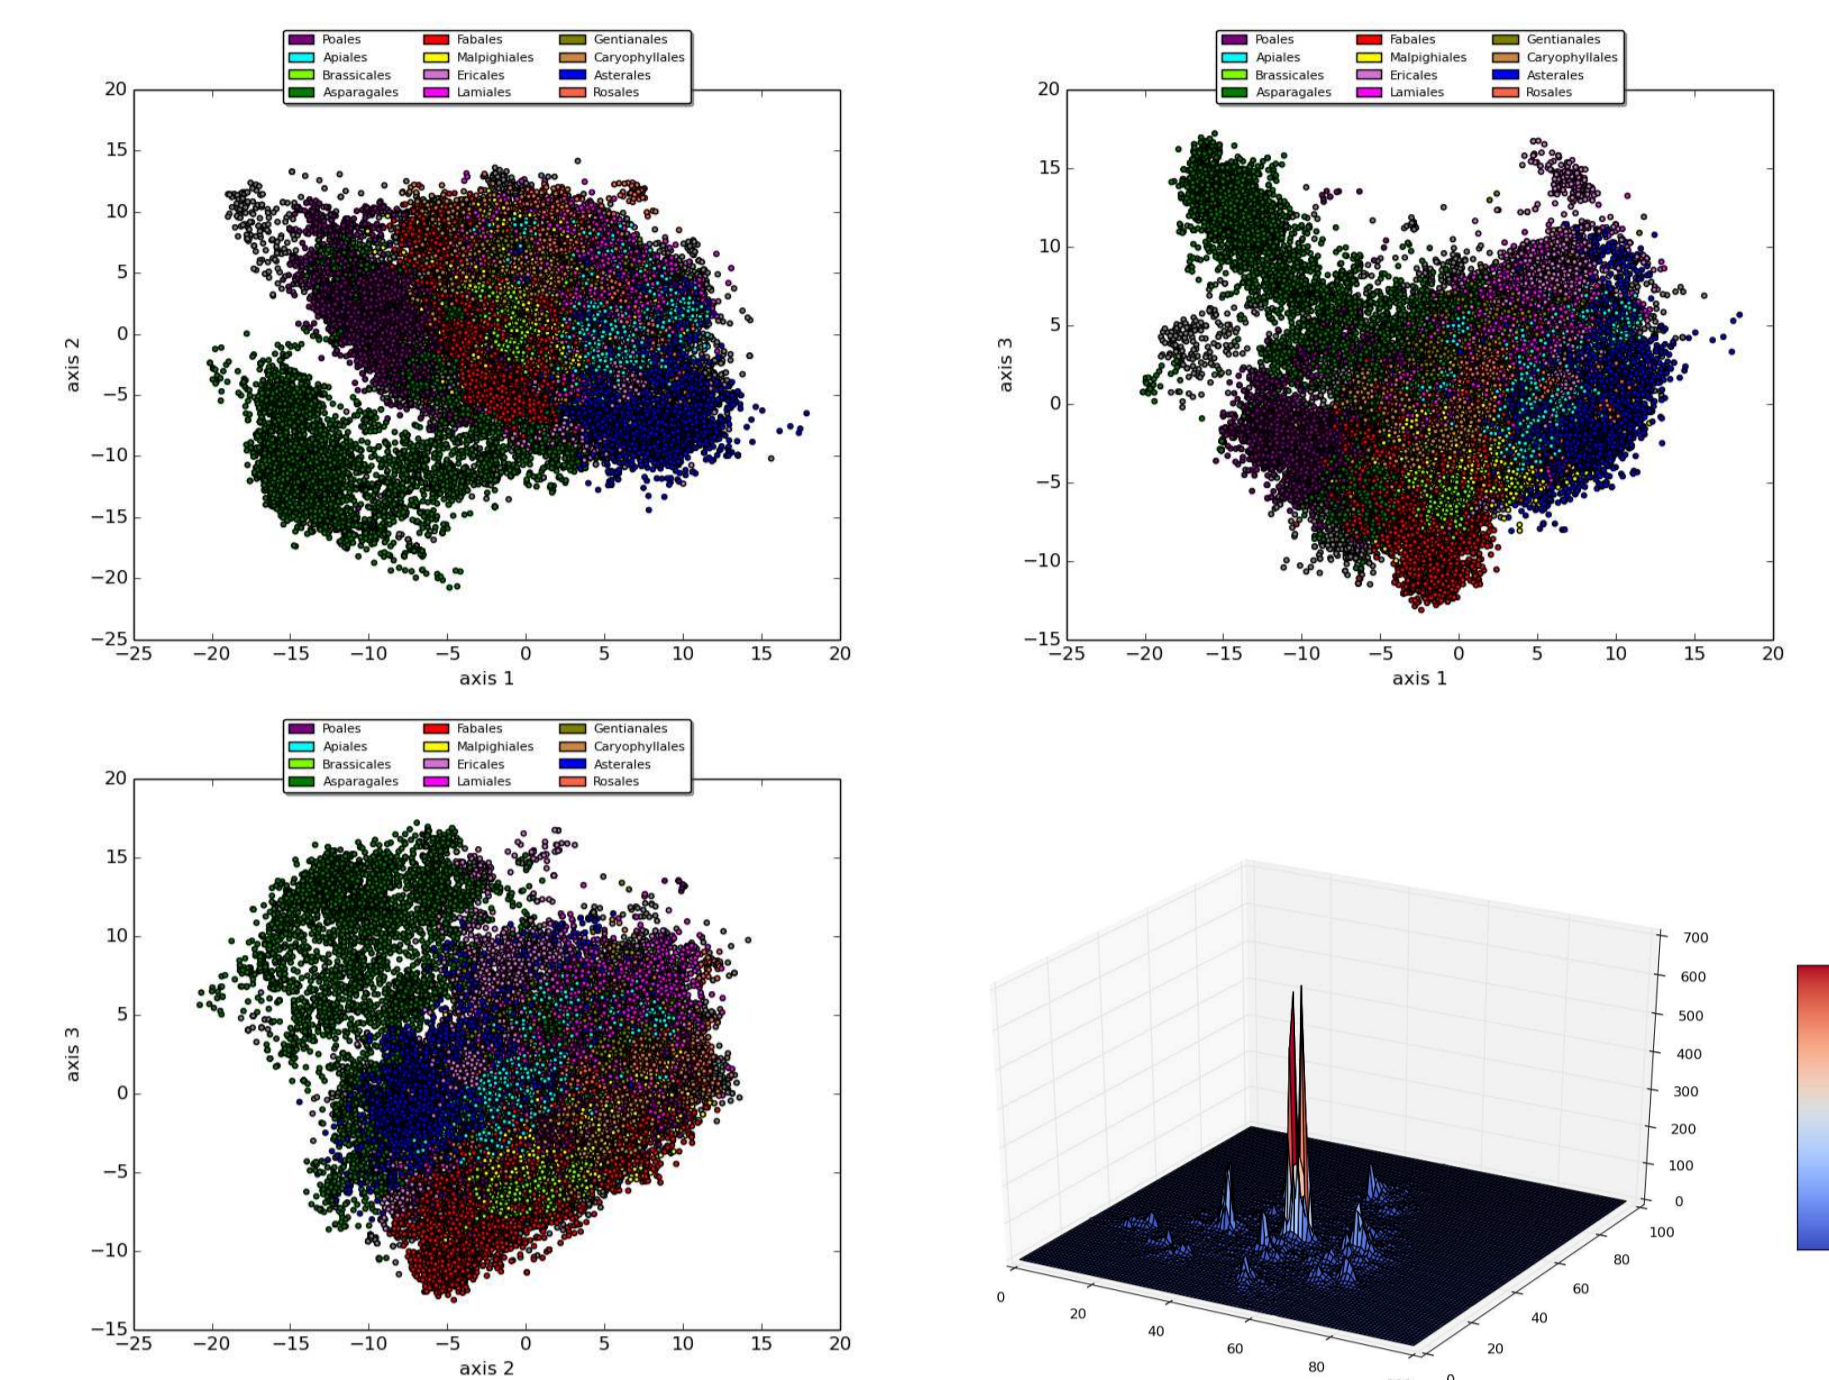 Poales Fabales Gentianales
Apiales Malpighiales Caryophyllales
Brassicales Ericales Asterales
Asparagales Lamiales Rosales
20
15
10
5
0
−5
−10
−15
−20
−25
axis 2
−25 −20 −15 −10 −5 0 5 10 15 20
axis 1
Poales Fabales Gentianales
Apiales Malpighiales Caryophyllales
Brassicales Ericales Asterales
Asparagales Lamiales Rosales
20
15
10
5
0
−5
−10
−15
axis 3
−25 −20 −15 −10 −5 0 5 10 15 20
axis 1
Poales Fabales Gentianales
Apiales Malpighiales Caryophyllales
Brassicales Ericales Asterales
Asparagales Lamiales Rosales
20
15
10
5
0
−5
−10
−15
axis 3
−25 −20 −15 −10 −5 0 5 10 15 20
axis 2
700
600
500
400
300
200
100
0
100
80
60
40
20
0
0
20
40
60
80